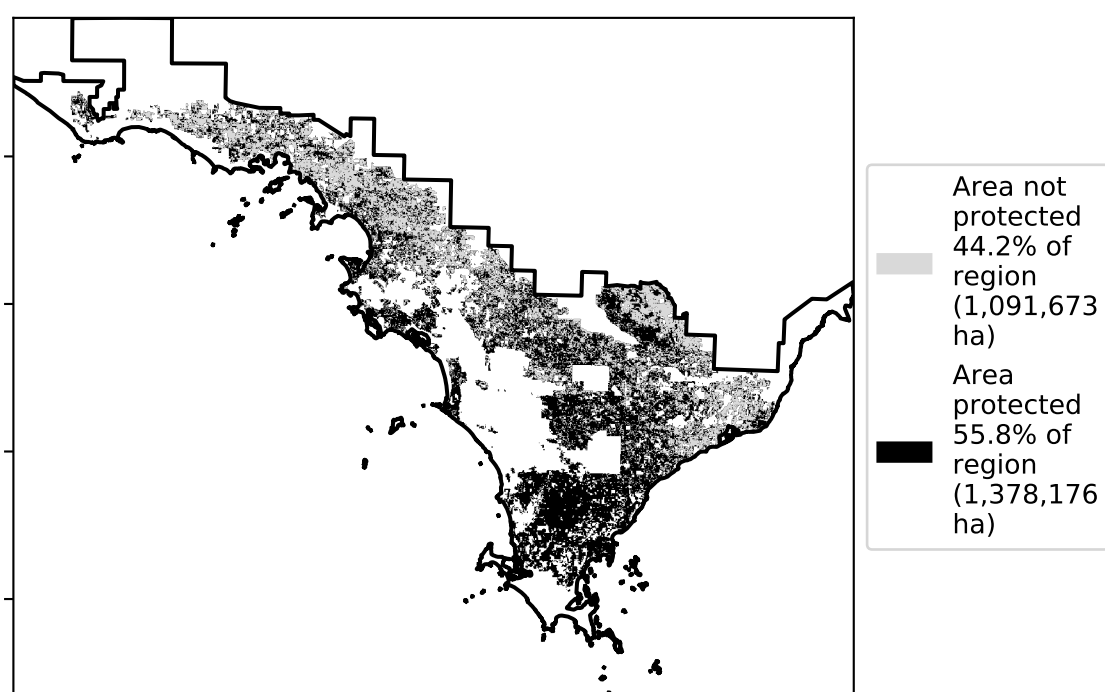 Area not
protected
44.2% of
region
(1,091,673
ha)
Area
protected
55.8% of
region
(1,378,176
ha)